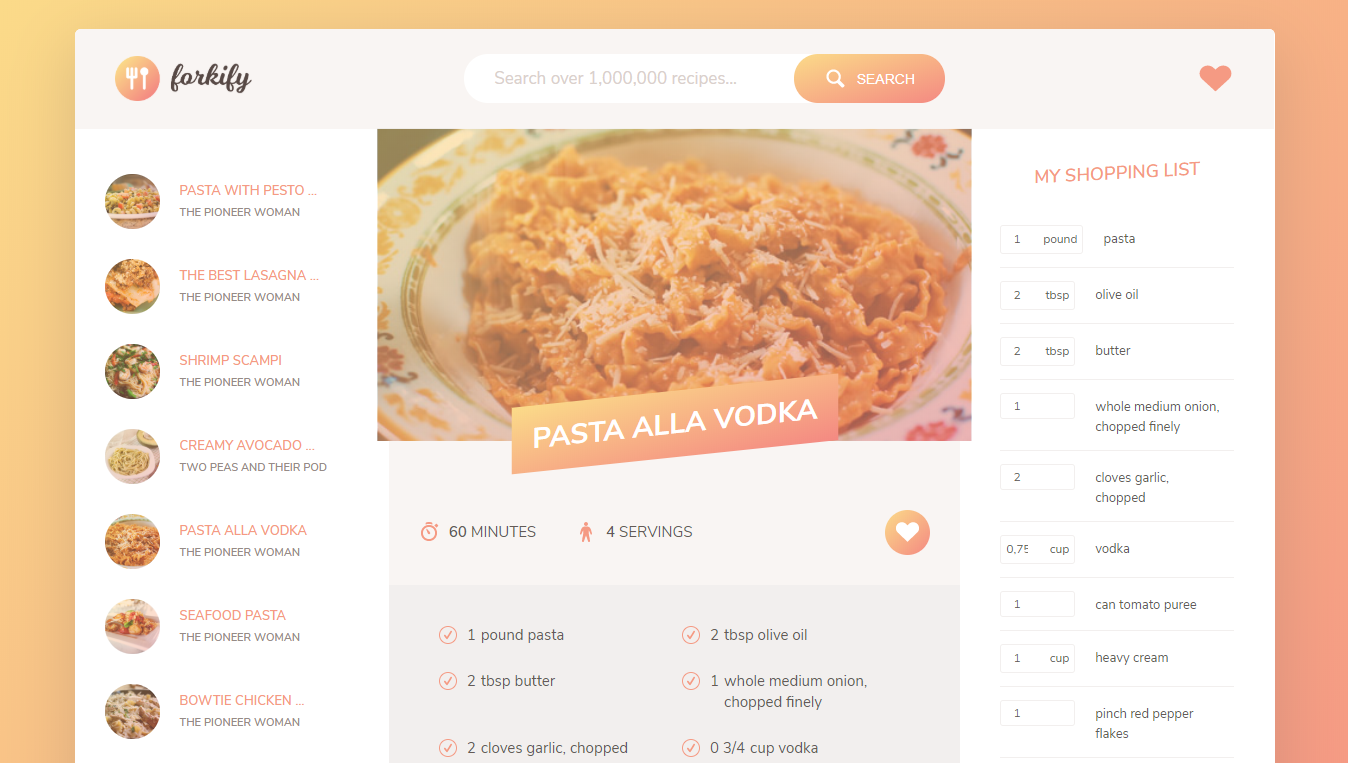 forkify
Search over 1,000,000 recipes...
SEARCH
PASTA WITH PESTO ...
THE PIONEER WOMAN
THE BEST LASAGNA ...
THE PIONEER WOMAN
SHRIMP SCAMPI
THE PIONEER WOMAN
CREAMY AVOCADO ...
TWO PEAS AND THEIR POD
PASTA ALLA VODKA
THE PIONEER WOMAN
SEAFOOD PASTA
THE PIONEER WOMAN
BOWTIE CHICKEN ...
THE PIONEER WOMAN
PASTA ALLA VODKA
60 MINUTES
4 SERVINGS
1 pound pasta
2 tbsp olive oil
2 tbsp butter
1 whole medium onion,
chopped finely
2 cloves garlic, chopped
0 3/4 cup vodka
MY SHOPPING LIST
1 pound pasta
2 tbsp olive oil
2 tbsp butter
1 whole medium onion,
chopped finely
2 cloves garlic,
chopped
0,75 cup vodka
1 can tomato puree
1 cup heavy cream
1 pinch red pepper
flakes